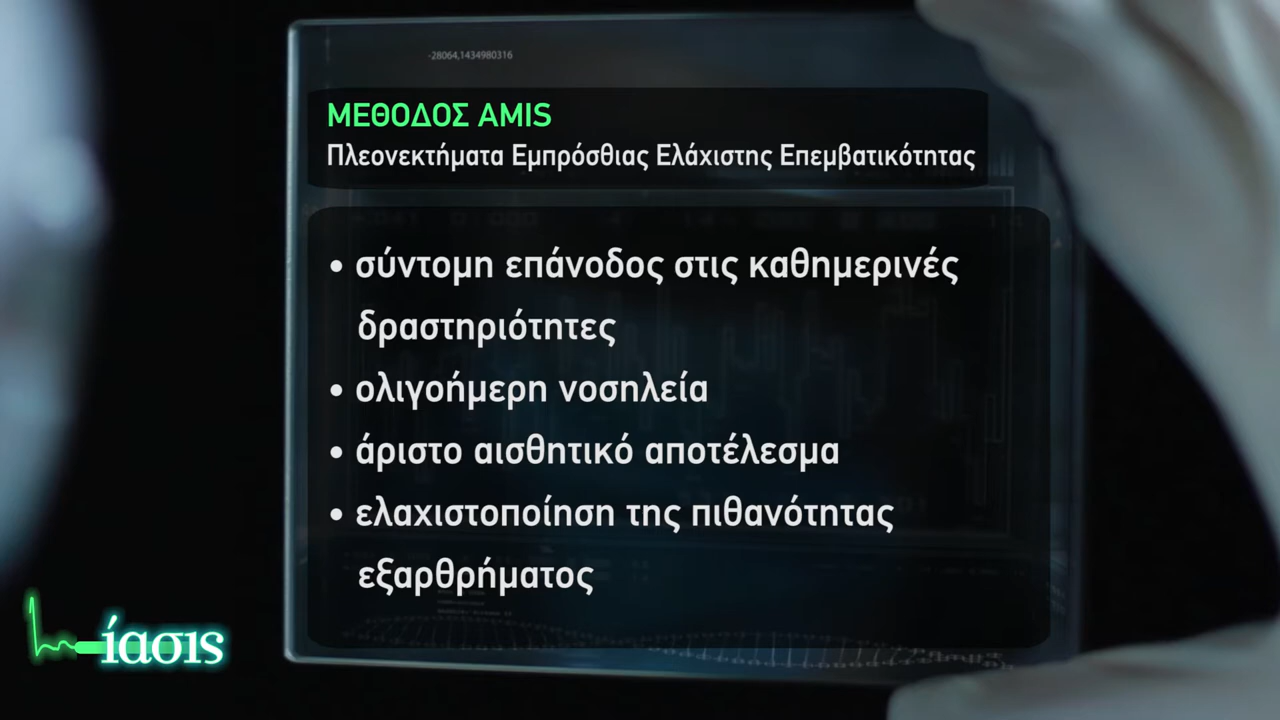 -28064,1434980316
ΜΕΘΟΔΟΣ AMIS
Πλεονεκτήματα Εμπρόσθιας Ελάχιστης Επεμβατικότητας
• σύντομη επάνοδος στις καθημερινές
δραστηριότητες
• ολιγοήμερη νοσηλεία
• άριστο αισθητικό αποτέλεσμα
• ελαχιστοποίηση της πιθανότητας
εξαρθρήματος
ίασις